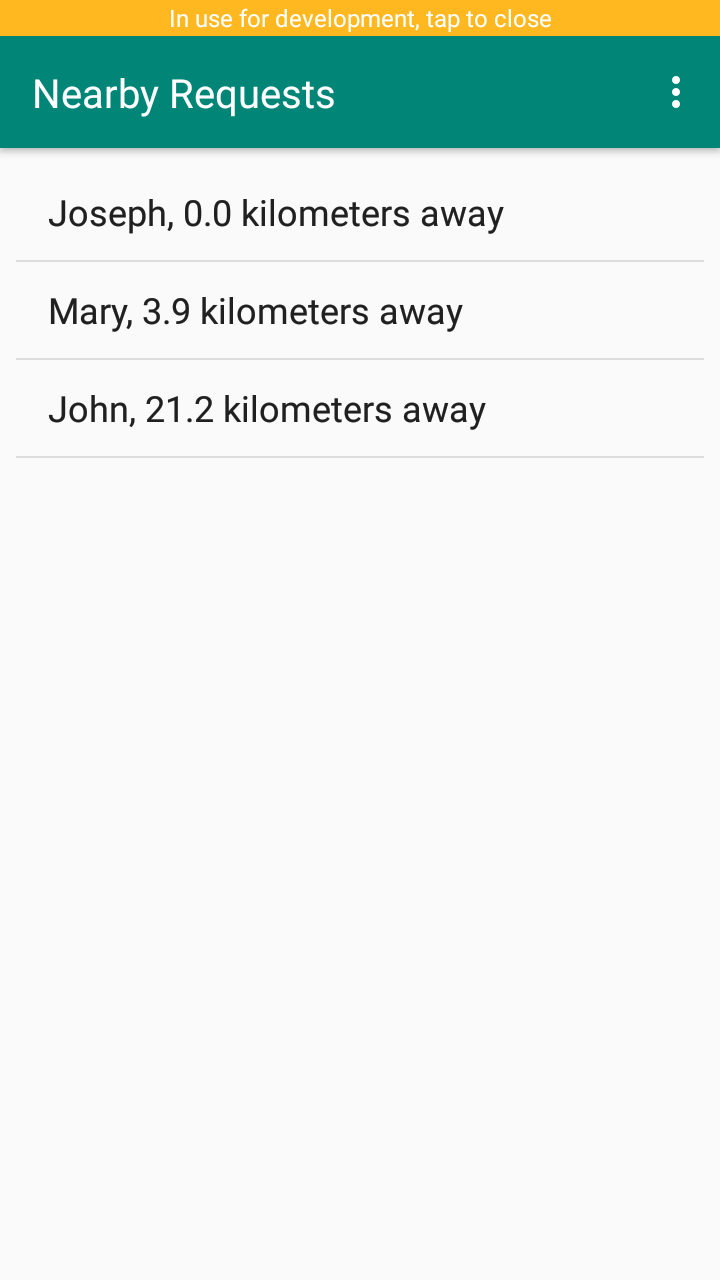 In use for development, tap to close
Nearby Requests
Joseph, 0.0 kilometers away
Mary, 3.9 kilometers away
John, 21.2 kilometers away